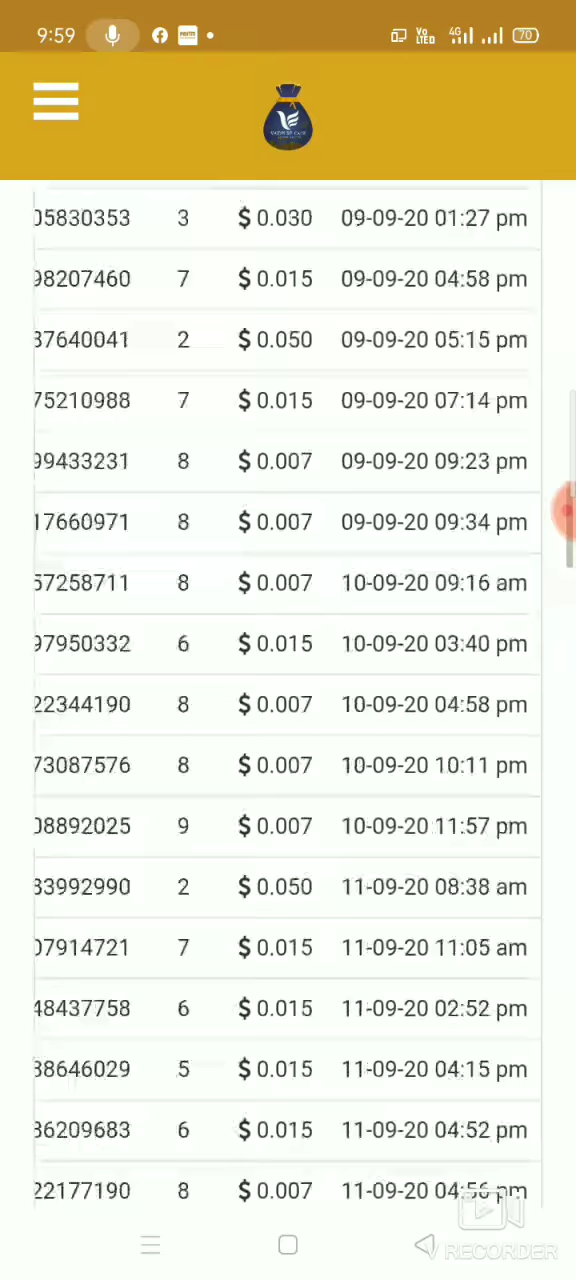 9:59 4G 70
05830353 3 $ 0.030 09-09-20 01:27 pm
98207460 7 $ 0.015 09-09-20 04:58 pm
37640041 2 $ 0.050 09-09-20 05:15 pm
75210988 7 $ 0.015 09-09-20 07:14 pm
99433231 8 $ 0.007 09-09-20 09:23 pm
17660971 8 $ 0.007 09-09-20 09:34 pm
57258711 8 $ 0.007 10-09-20 09:16 am
97950332 6 $ 0.015 10-09-20 03:40 pm
22344190 8 $ 0.007 10-09-20 04:58 pm
73087576 8 $ 0.007 10-09-20 10:11 pm
08892025 9 $ 0.007 10-09-20 11:57 pm
33992990 2 $ 0.050 11-09-20 08:38 am
07914721 7 $ 0.015 11-09-20 11:05 am
48437758 6 $ 0.015 11-09-20 02:52 pm
38646029 5 $ 0.015 11-09-20 04:15 pm
36209683 6 $ 0.015 11-09-20 04:52 pm
22177190 8 $ 0.007 11-09-20 04:56 pm
RECORDER